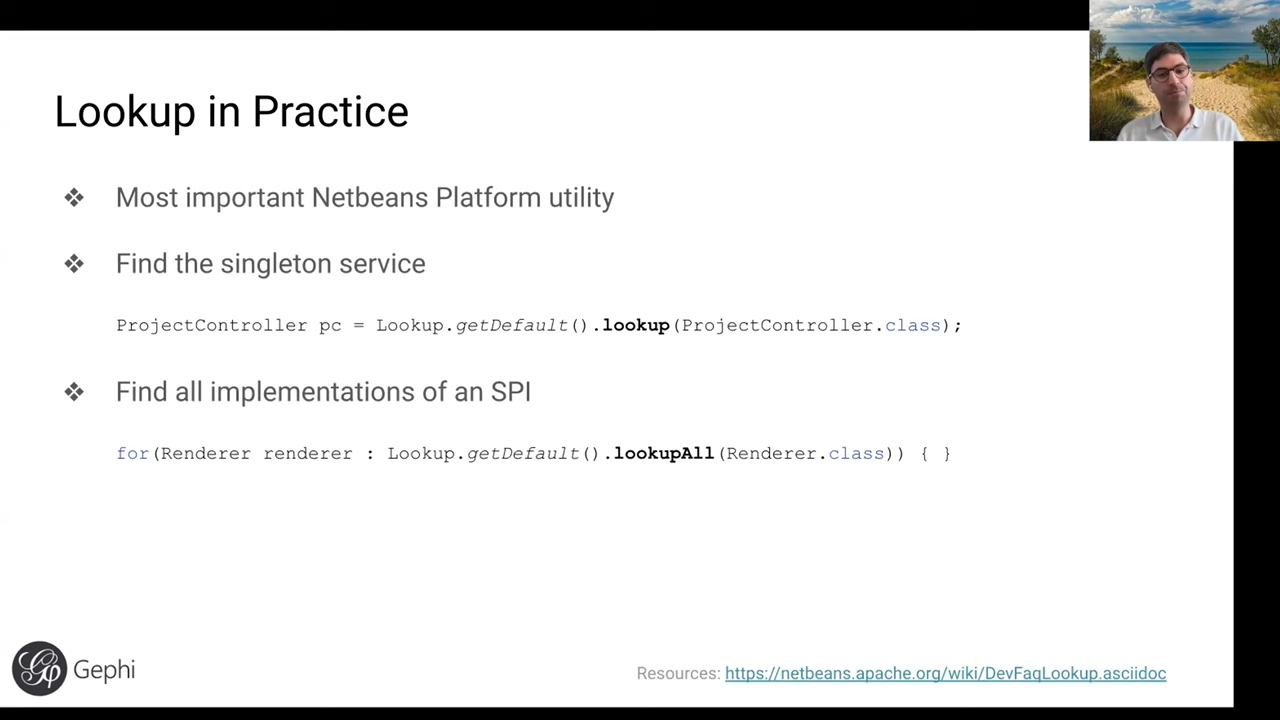 Lookup in Practice
❖ Most important Netbeans Platform utility
❖ Find the singleton service
ProjectController pc = Lookup.getDefault().lookup(ProjectController.class);
❖ Find all implementations of an SPI
for(Renderer renderer : Lookup.getDefault().lookupAll(Renderer.class)) { }
Gephi
Resources: https://netbeans.apache.org/wiki/DevFaqLookup.asciidoc